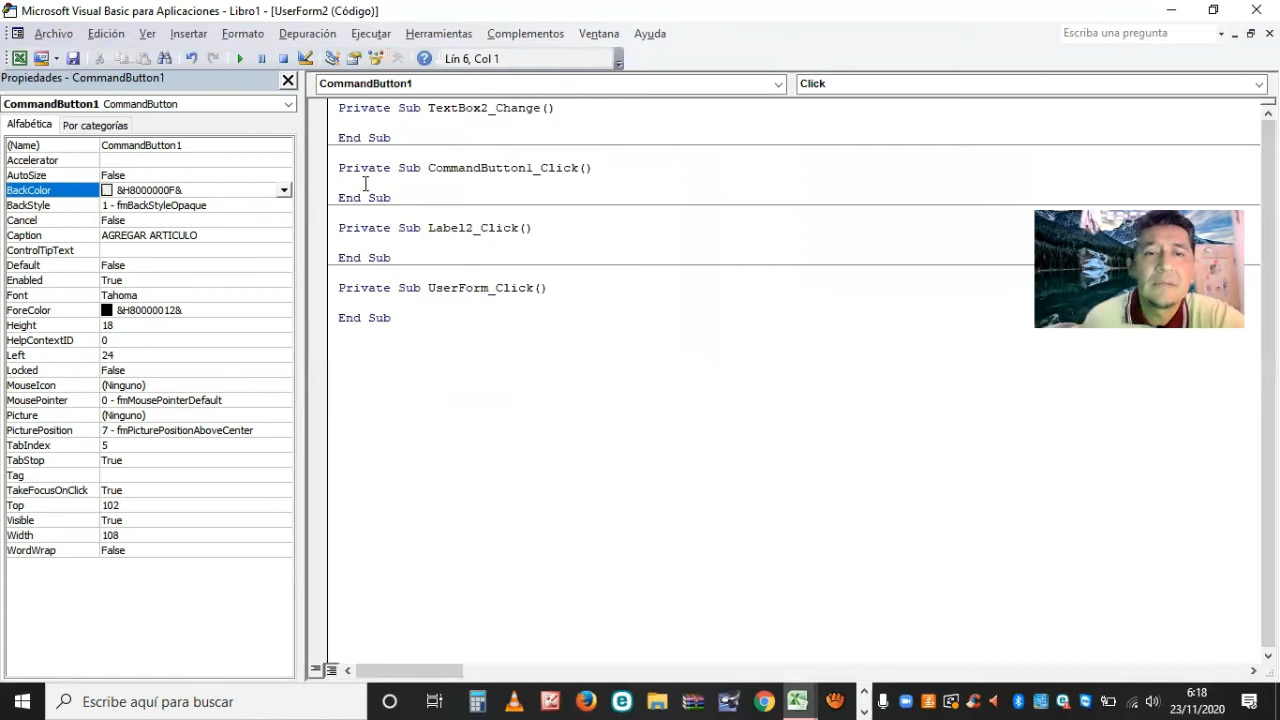 Microsoft Visual Basic para Aplicaciones - Libro1 - [UserForm2 (Código)]
Archivo Edición Ver Insertar Formato Depuración Ejecutar Herramientas Complementos Ventana Ayuda
Escriba una pregunta
Lín 6, Col 1
Propiedades - CommandButton1
CommandButton1 CommandButton
Alfabética Por categorías
(Name) CommandButton1
Accelerator
AutoSize False
BackColor &H8000000F&
BackStyle 1 - fmBackStyleOpaque
Cancel False
Caption AGREGAR ARTICULO
ControlTipText
Default False
Enabled True
Font Tahoma
ForeColor &H80000012&
Height 18
HelpContextID 0
Left 24
Locked False
MouseIcon (Ninguno)
MousePointer 0 - fmMousePointerDefault
Picture (Ninguno)
PicturePosition 7 - fmPicturePositionAboveCenter
TabIndex 5
TabStop True
Tag
TakeFocusOnClick True
Top 102
Visible True
Width 108
WordWrap False
CommandButton1 Click
Private Sub TextBox2_Change()
End Sub
Private Sub CommandButton1_Click()
End Sub
Private Sub Label2_Click()
End Sub
Private Sub UserForm_Click()
End Sub
Escribe aquí para buscar
6:18
23/11/2020